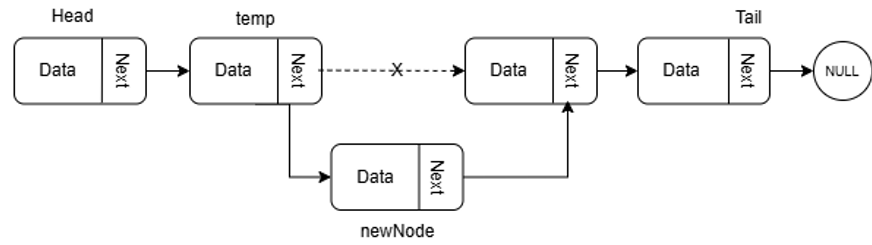 Head
temp
Tail
Data
Next
Data
Next
X
Data
Next
Data
Next
NULL
Data
Next
newNode